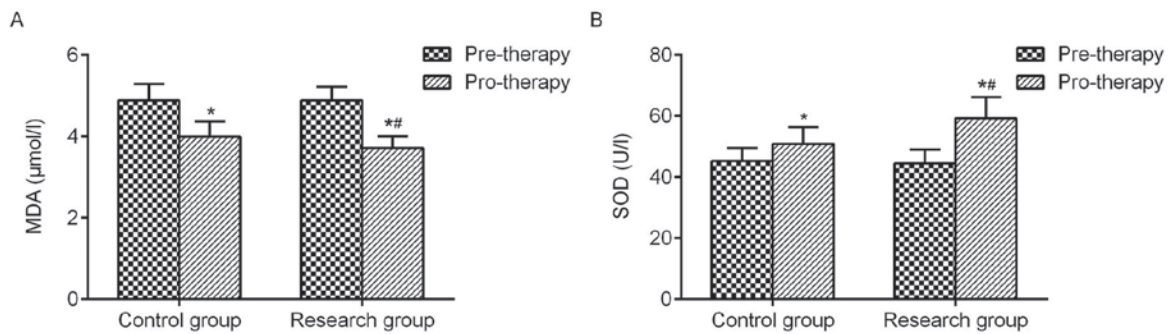 A
MDA (µmol/l)
6
4
2
0
*
*#
Control group
Research group
Pre-therapy
Pro-therapy
B
SOD (U/l)
80
60
40
20
0
*
*#
Control group
Research group
Pre-therapy
Pro-therapy